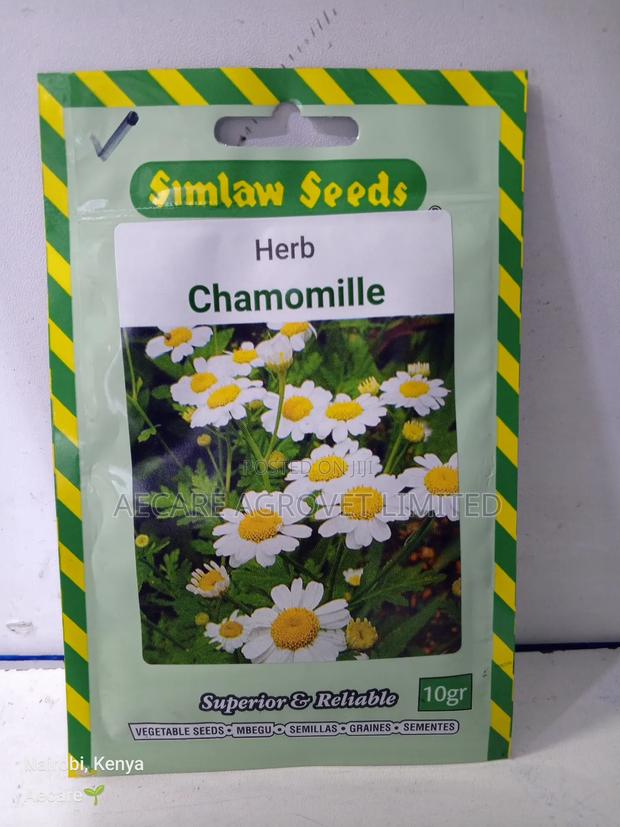 Simlaw Seeds
®
Herb
Chamomille
POSTED ON JIJI
AECARE AGROVET LIMITED
Superior & Reliable
10gr
VEGETABLE SEEDS • MBEGU • SEMILLAS • GRAINES • SEMENTES
Nairobi, Kenya
Aecare🌱